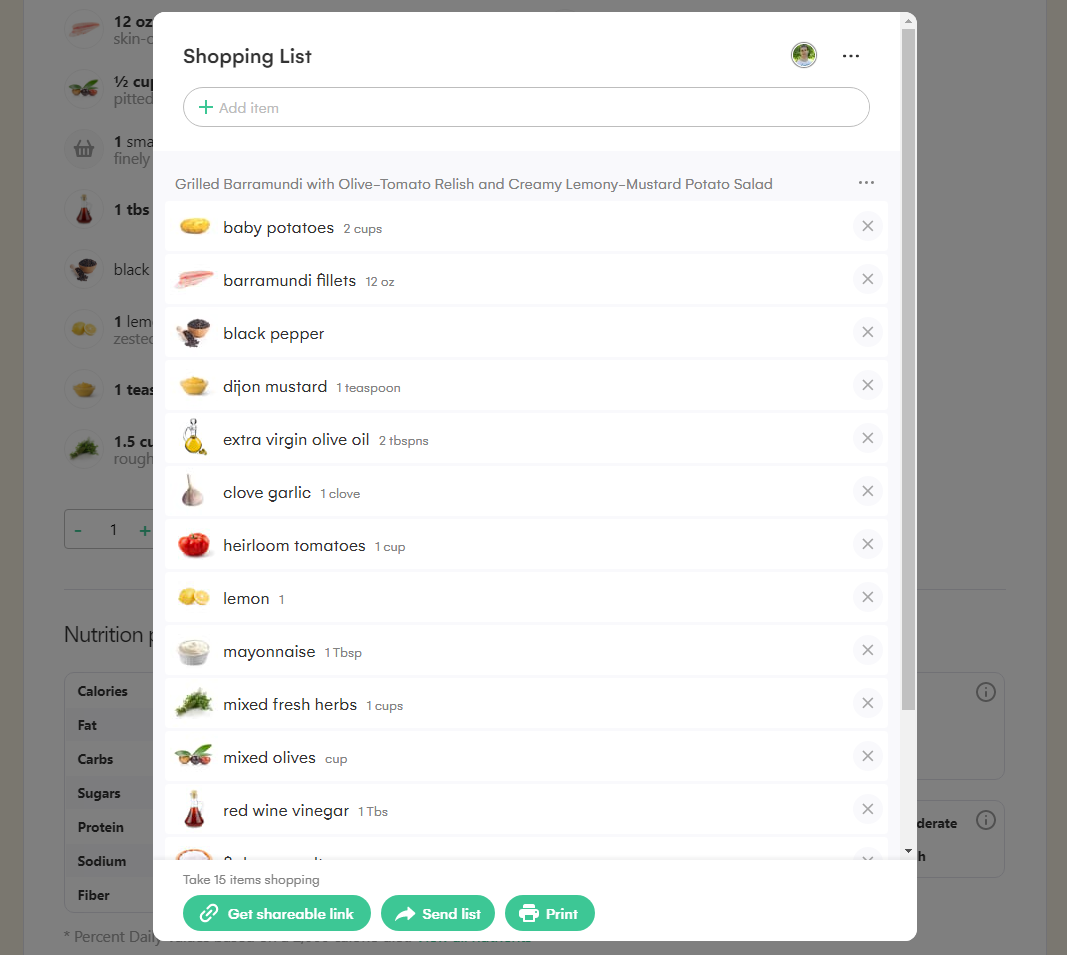 12 oz
skin-c
½ cup
pitted
1 sma
finely
1 tbs
black
1 lem
zested
1 teas
1.5 cu
rough
- 1 +
Nutrition p
Calories
Fat
Carbs
Sugars
Protein
Sodium
Fiber
* Percent Daily
Shopping List
Add item
Grilled Barramundi with Olive-Tomato Relish and Creamy Lemony-Mustard Potato Salad
baby potatoes 2 cups
barramundi fillets 12 oz
black pepper
dijon mustard 1 teaspoon
extra virgin olive oil 2 tbspns
clove garlic 1 clove
heirloom tomatoes 1 cup
lemon 1
mayonnaise 1 Tbsp
mixed fresh herbs 1 cups
mixed olives cup
red wine vinegar 1 Tbs
Take 15 items shopping
Get shareable link
Send list
Print
derate
h